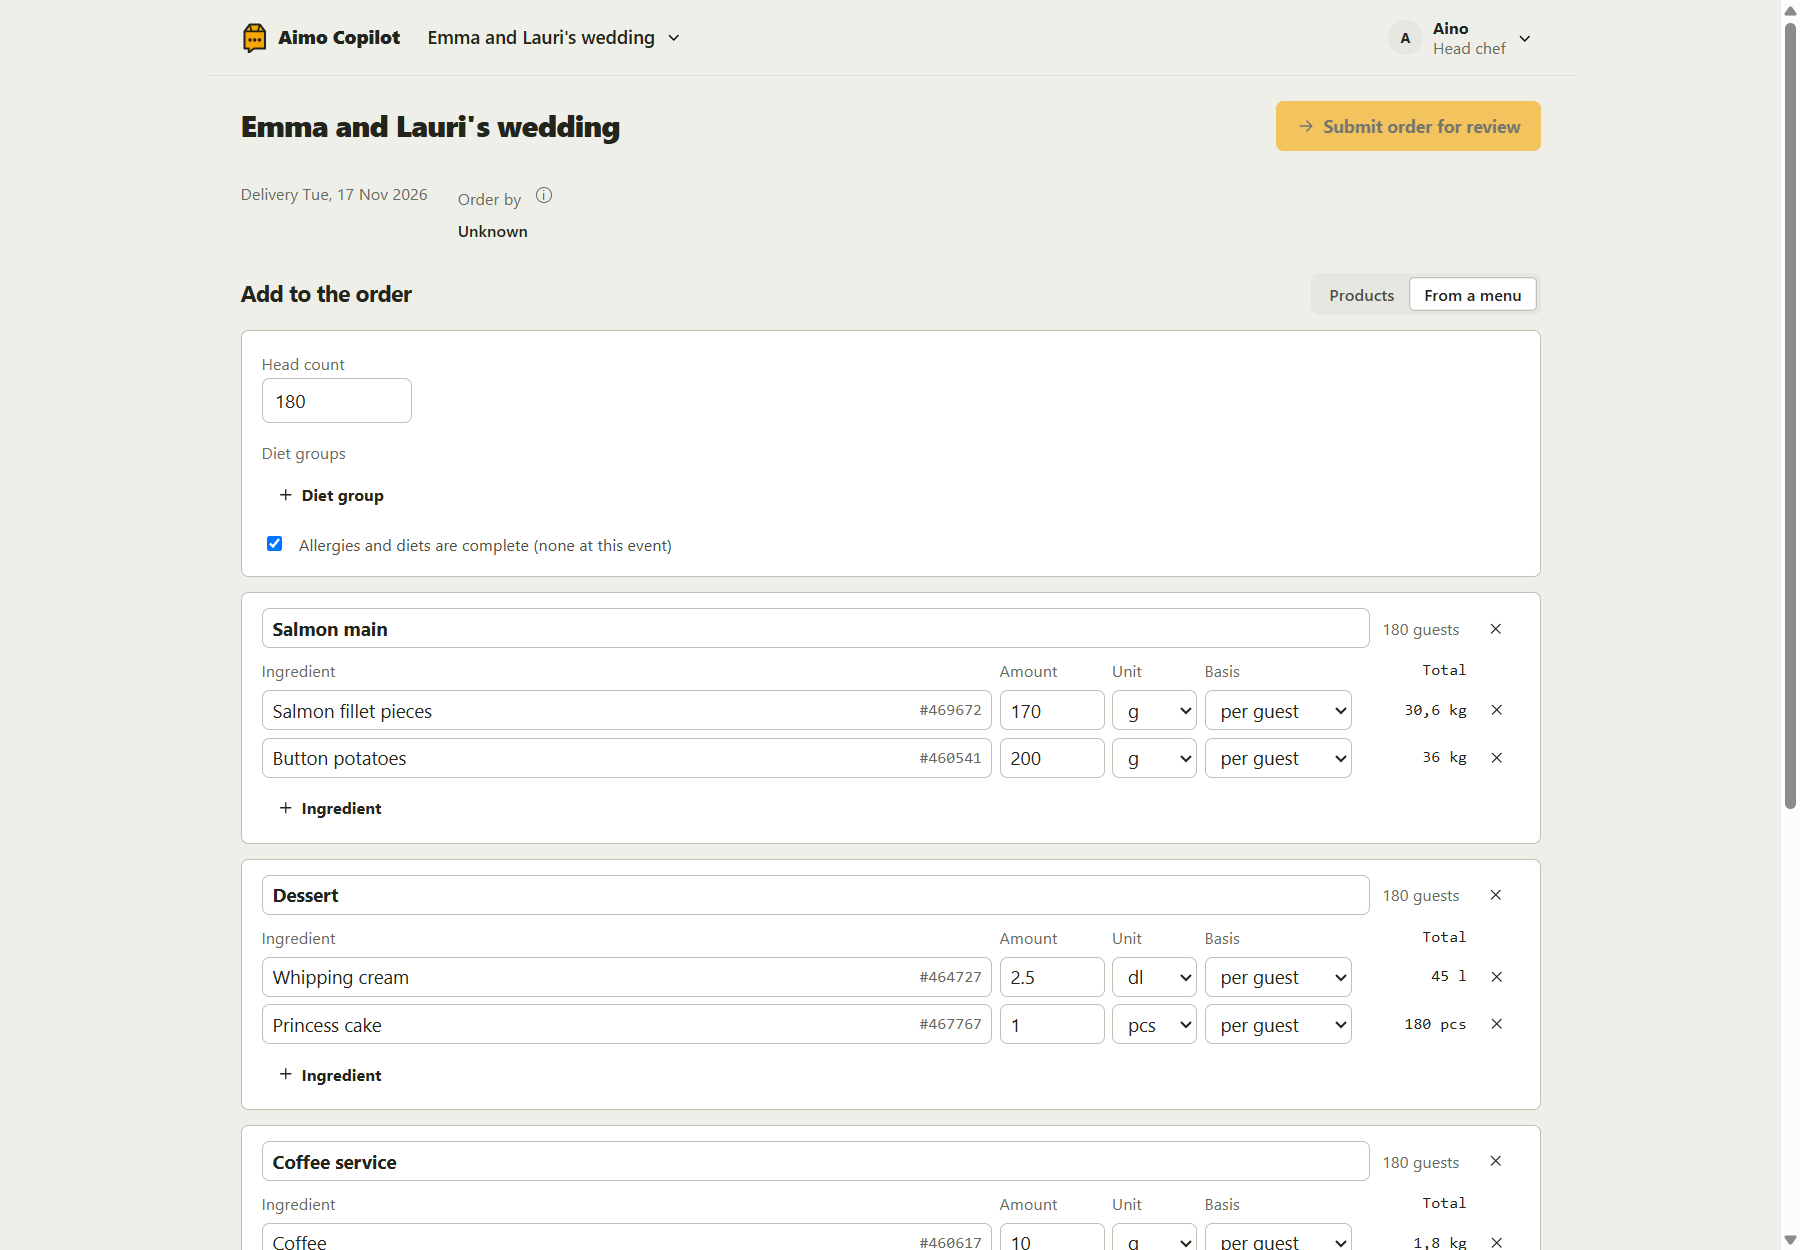 Aimo Copilot
Emma and Lauri's wedding
A
Aino
Head chef
Emma and Lauri's wedding
Submit order for review
Delivery Tue, 17 Nov 2026
Order by
Unknown
Add to the order
Products
From a menu
Head count
180
Diet groups
+ Diet group
Allergies and diets are complete (none at this event)
Salmon main
180 guests
Ingredient Amount Unit Basis Total
Salmon fillet pieces #469672 170 g per guest 30,6 kg
Button potatoes #460541 200 g per guest 36 kg
+ Ingredient
Dessert
180 guests
Ingredient Amount Unit Basis Total
Whipping cream #464727 2.5 dl per guest 45 l
Princess cake #467767 1 pcs per guest 180 pcs
+ Ingredient
Coffee service
180 guests
Ingredient Amount Unit Basis Total
Coffee #460617 10 g per guest 1,8 kg